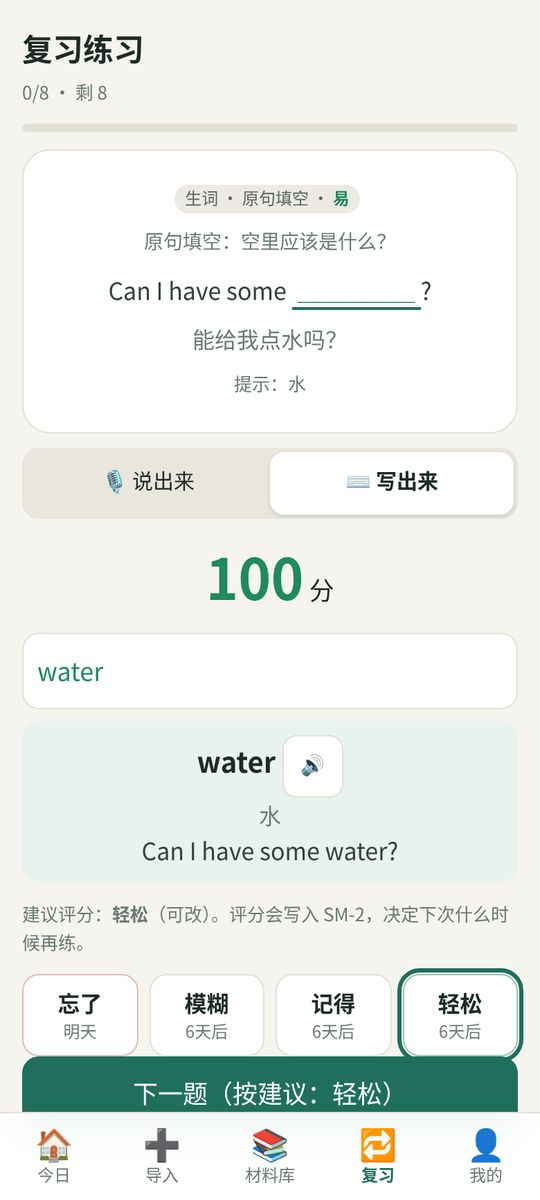 复习练习
0/8 · 剩 8
生词 · 原句填空 · 易
原句填空：空里应该是什么？
Can I have some __________?
能给我点水吗？
提示：水
说出来
写出来
100 分
water
water
水
Can I have some water?
建议评分：轻松（可改）。评分会写入 SM-2，决定下次什么时
候再练。
忘了 模糊 记得 轻松
明天 6天后 6天后 6天后
下一题（按建议：轻松）
今日 导入 材料库 复习 我的